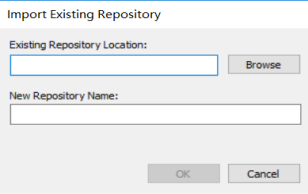 Import Existing Repository
Existing Repository Location:
Browse
New Repository Name:
OK
Cancel